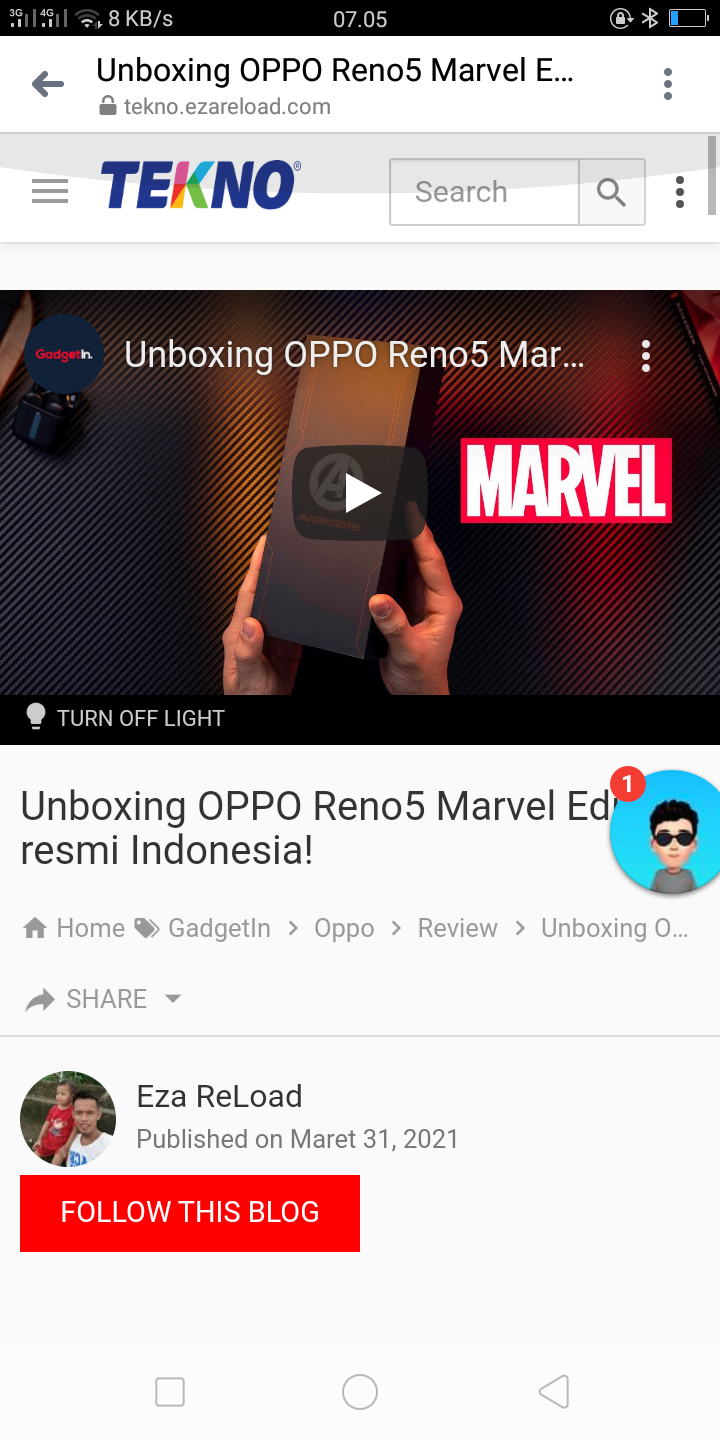 3G 4G 8 KB/s 07.05
Unboxing OPPO Reno5 Marvel E...
tekno.ezareload.com
TEKNO®
Search
GadgetIn.
Unboxing OPPO Reno5 Mar...
MARVEL
A
AVENGERS
TURN OFF LIGHT
1
Unboxing OPPO Reno5 Marvel Edi
resmi Indonesia!
Home GadgetIn > Oppo > Review > Unboxing O...
SHARE
Eza ReLoad
Published on Maret 31, 2021
FOLLOW THIS BLOG